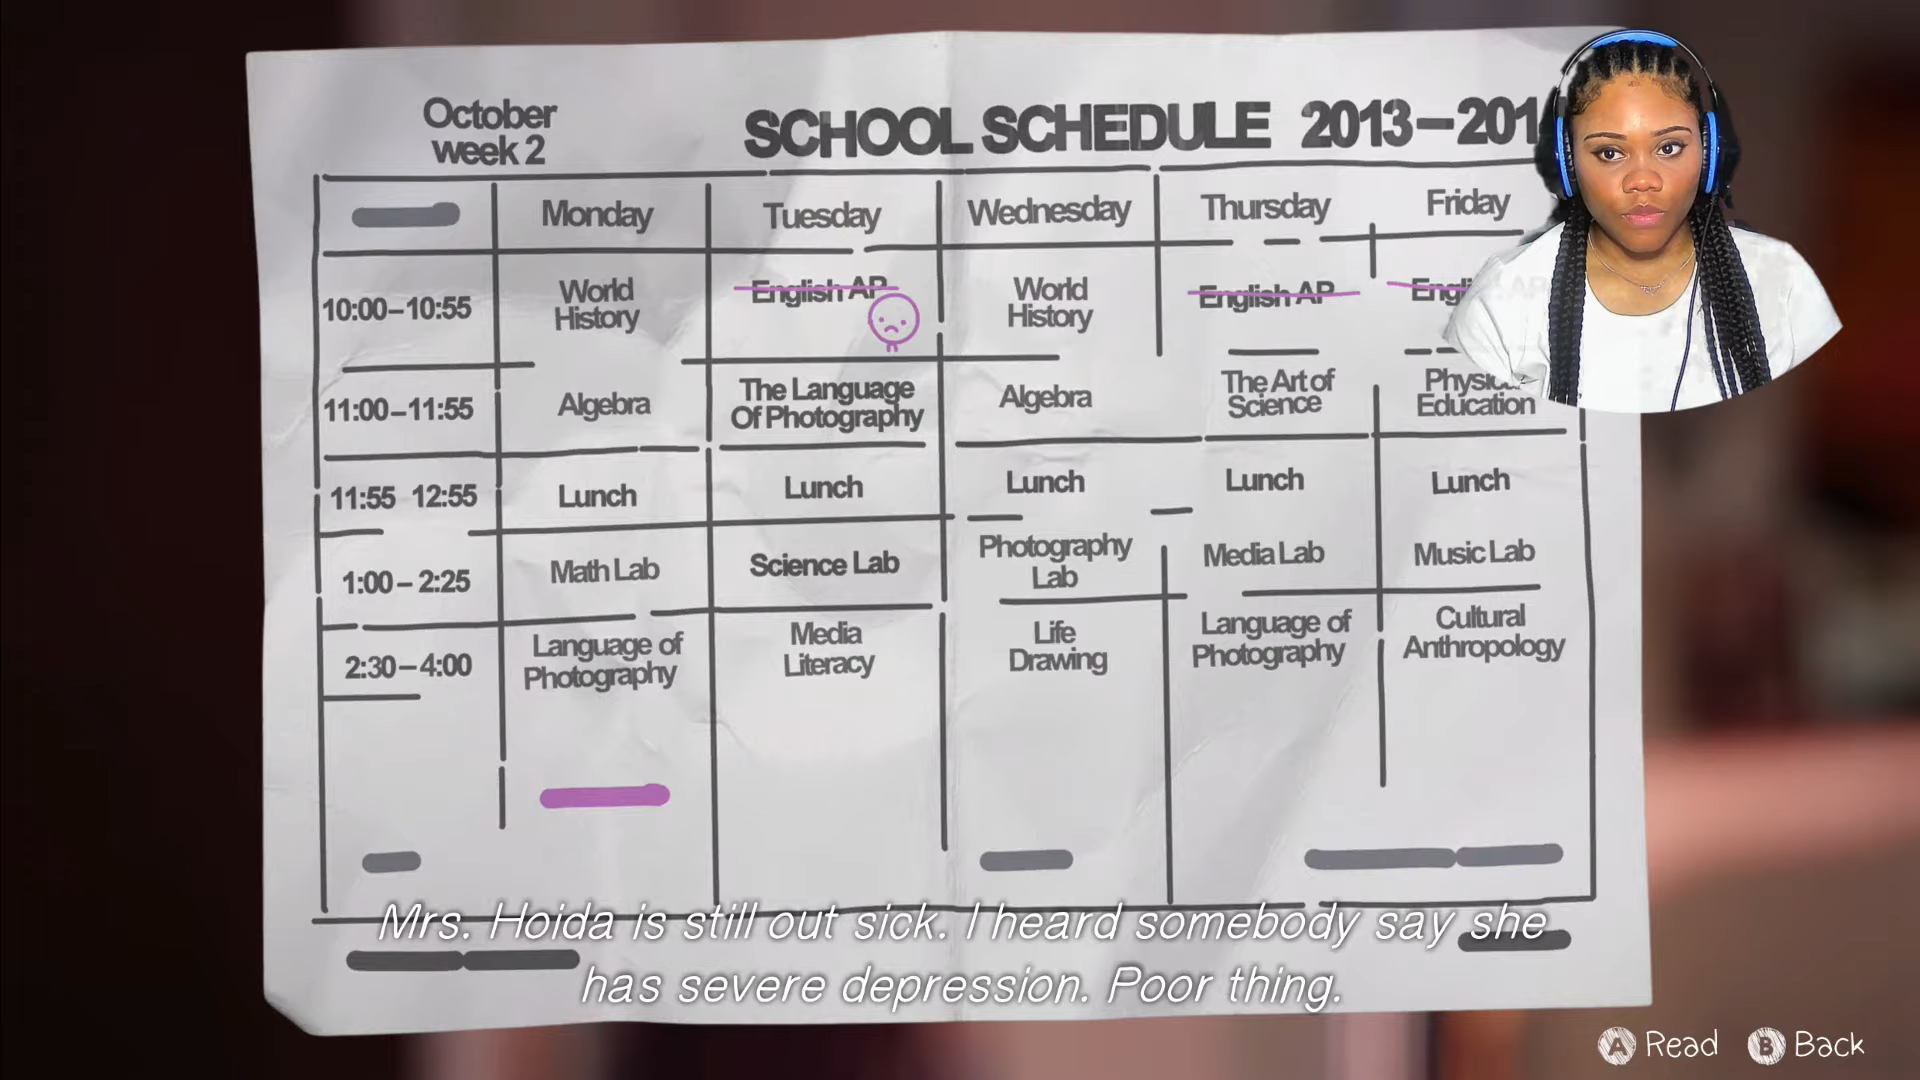 October
week 2
SCHOOL SCHEDULE 2013-201
Monday Tuesday Wednesday Thursday Friday
10:00-10:55
World
History
English AP
World
History
English AP
11:00-11:55
Algebra
The Language
Of Photography
Algebra
The Art of
Science
Education
11:55 12:55
Lunch
Lunch
Lunch
Lunch
Lunch
1:00-2:25
Math Lab
Science Lab
Photography
Lab
Media Lab
Music Lab
2:30-4:00
Language of
Photography
Media
Literacy
Life
Drawing
Language of
Photography
Cultural
Anthropology
Mrs. Hoida is still out sick. I heard somebody say she
has severe depression. Poor thing.
A Read B Back